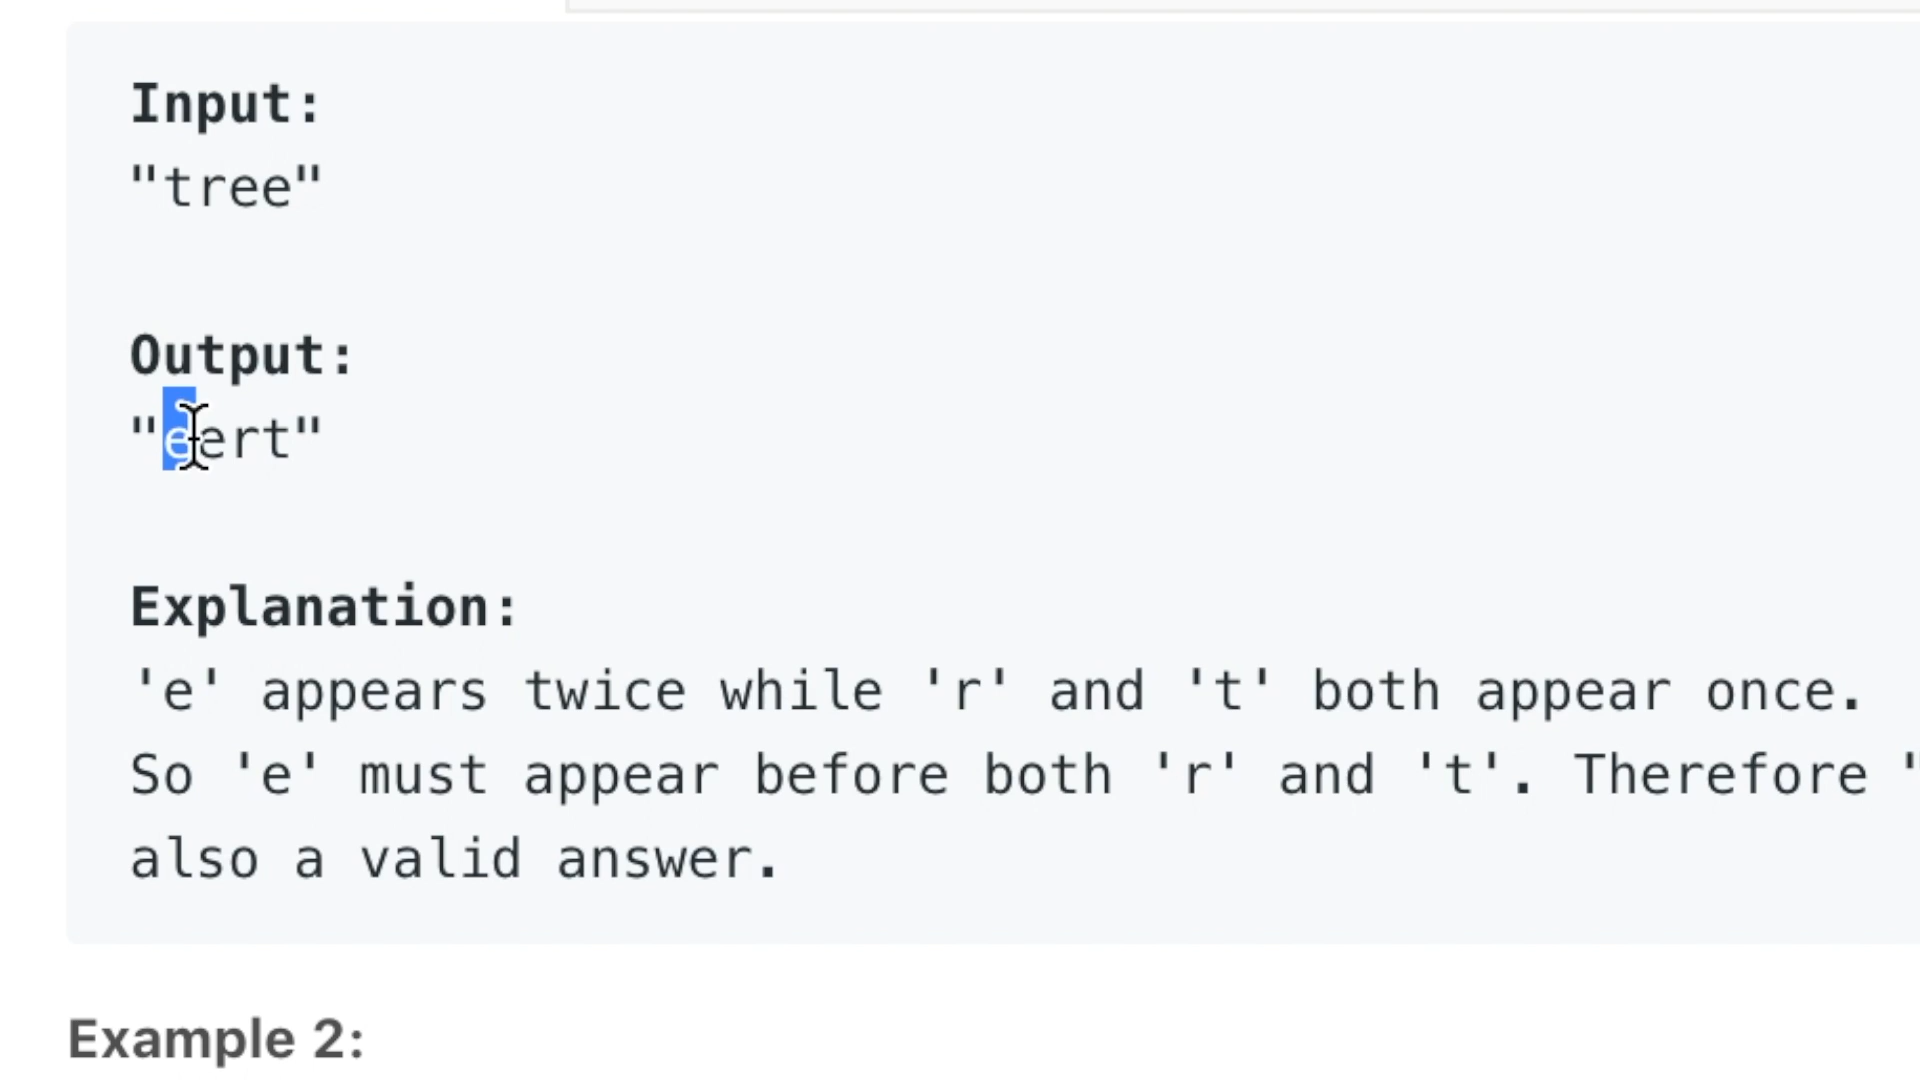 Input:
"tree"
Output:
"eert"
Explanation:
'e' appears twice while 'r' and 't' both appear once.
So 'e' must appear before both 'r' and 't'. Therefore "
also a valid answer.
Example 2: